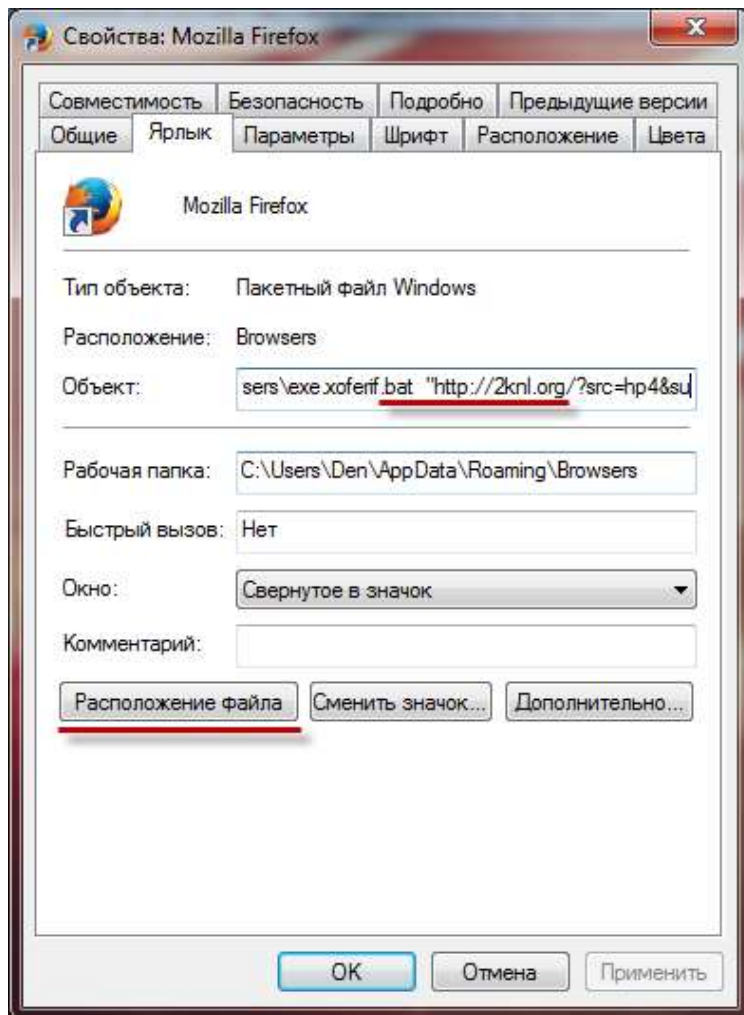 Свойства: Mozilla Firefox
Совместимость Безопасность Подробно Предыдущие версии
Общие Ярлык Параметры Шрифт Расположение Цвета
Mozilla Firefox
Тип объекта: Пакетный файл Windows
Расположение: Browsers
Объект: sers\exe.xoferif.bat "http://2knl.org/?src=hp4&su
Рабочая папка: C:\Users\Den\AppData\Roaming\Browsers
Быстрый вызов: Нет
Окно: Свернутое в значок
Комментарий:
Расположение файла Сменить значок... Дополнительно...
OK Отмена Применить